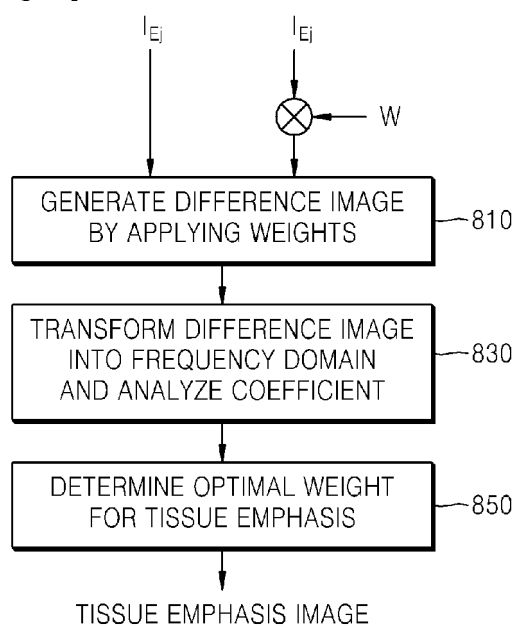 I_Ej I_Ej
W
GENERATE DIFFERENCE IMAGE
BY APPLYING WEIGHTS
810
TRANSFORM DIFFERENCE IMAGE
INTO FREQUENCY DOMAIN
AND ANALYZE COEFFICIENT
830
DETERMINE OPTIMAL WEIGHT
FOR TISSUE EMPHASIS
850
TISSUE EMPHASIS IMAGE